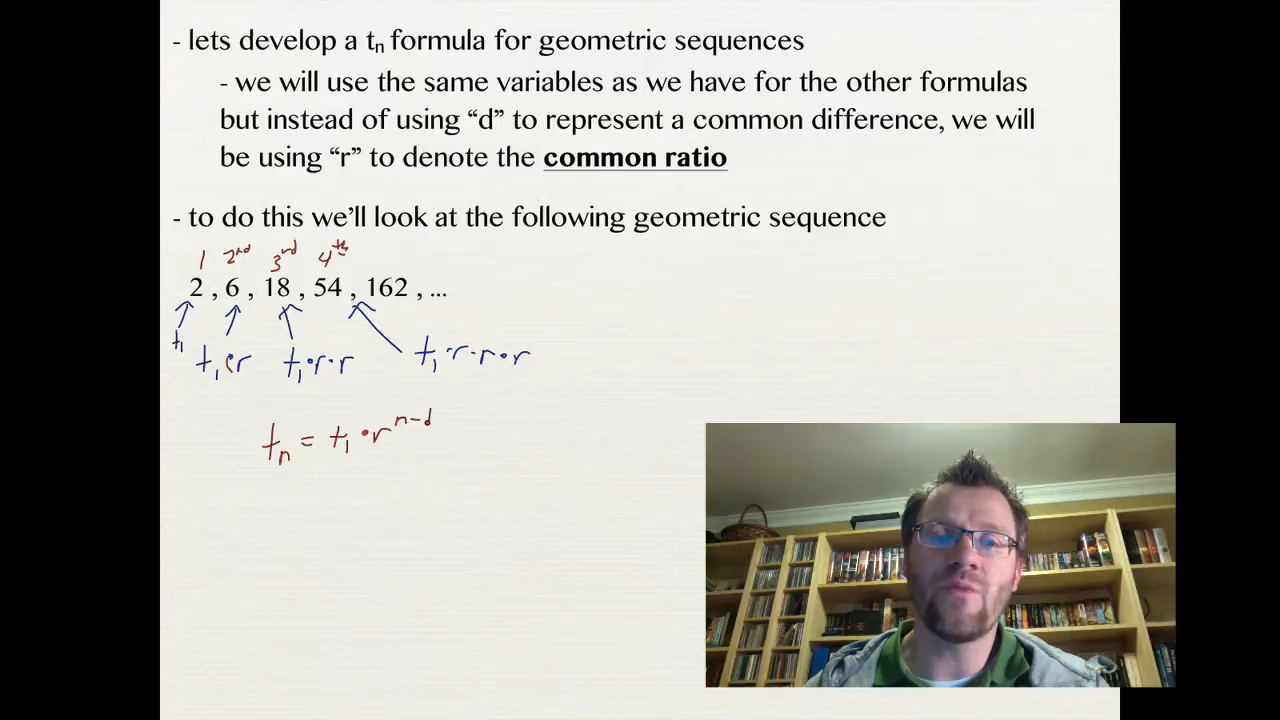 - lets develop a tn formula for geometric sequences
- we will use the same variables as we have for the other formulas
but instead of using “d” to represent a common difference, we will
be using “r” to denote the common ratio
- to do this we’ll look at the following geometric sequence
1 2nd 3rd 4th
2 , 6 , 18 , 54 , 162 , ...
t1 t1•r t1•r•r t1•r•r•r
tn = t1 •r^n-d